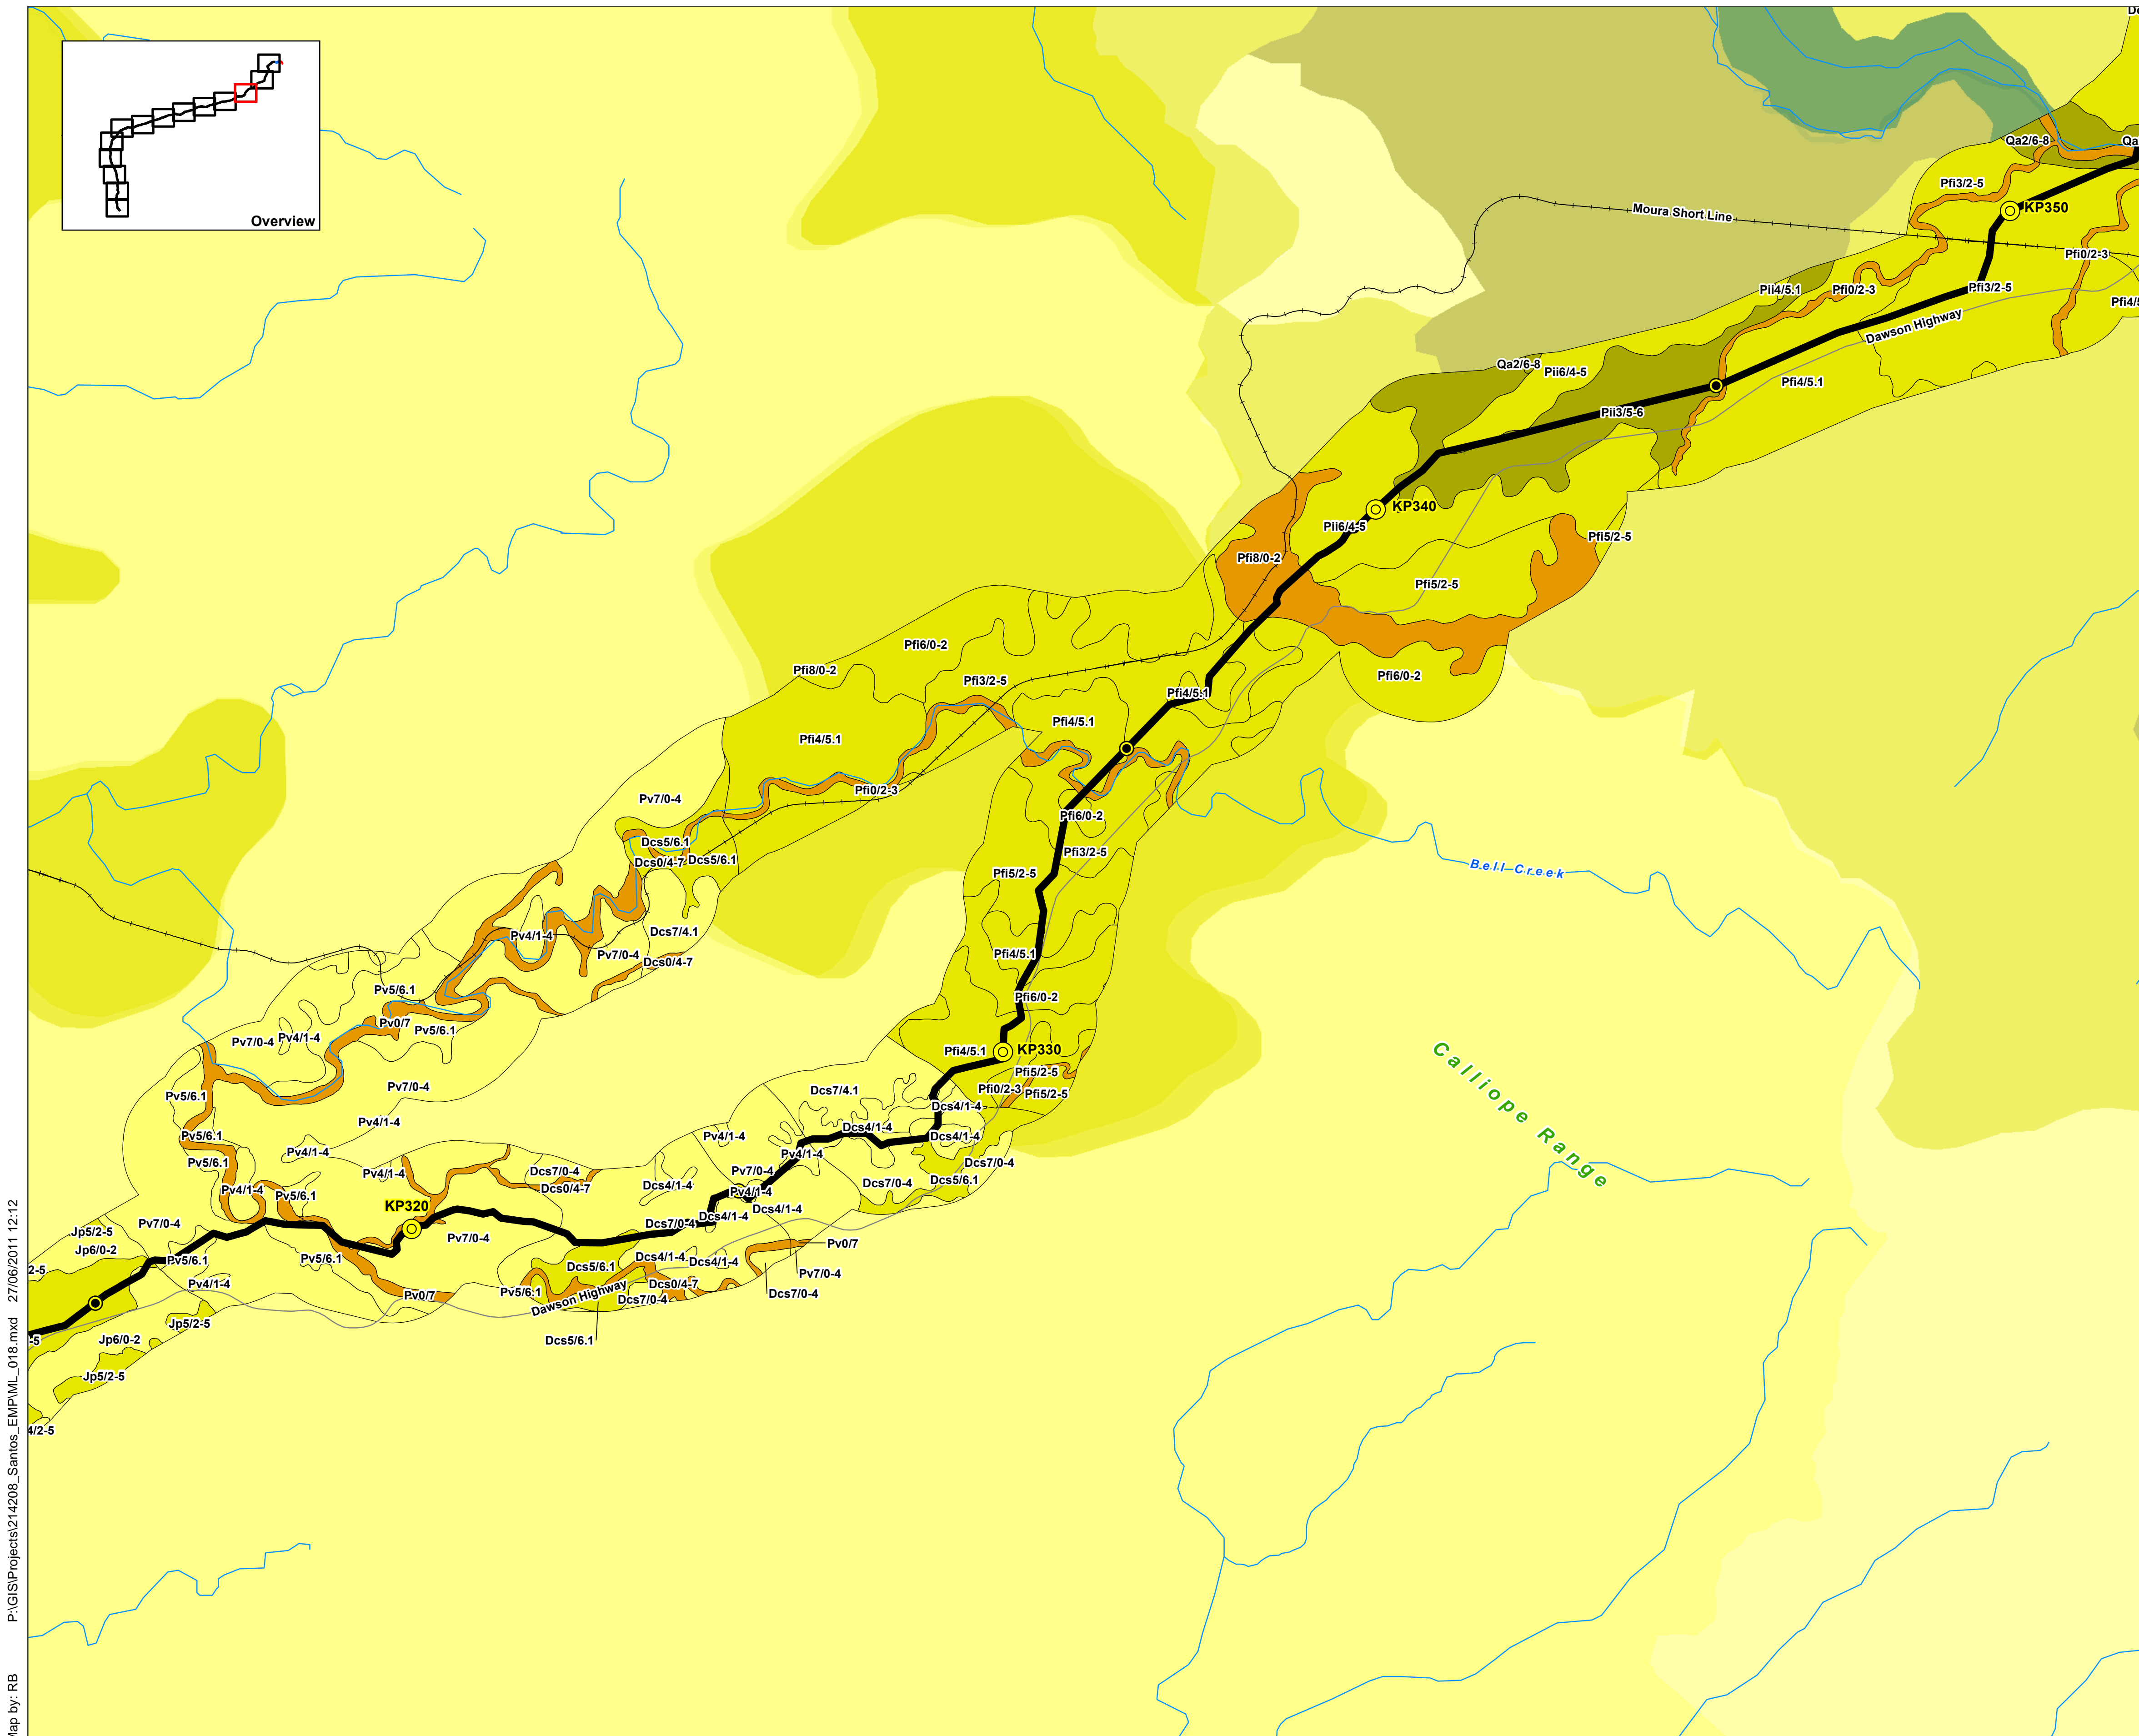 Overview
De
Qa2/6-8
Qa
Pfi3/2-5
KP350
Moura Short Line
Pfi0/2-3
Pii4/5.1
Pfi0/2-3
Pfi3/2-5
Pfi4/5
Dawson Highway
Qa2/6-8
Pii6/4-5
Pfi4/5.1
Pii3/5-6
KP340
Pii6/4-5
Pfi5/2-5
Pfi8/0-2
Pfi5/2-5
Pfi6/0-2
Pfi8/0-2
Pfi6/0-2
Pfi3/2-5
Pfi4/5.1
Pfi4/5.1
Pfi4/5.1
Pfi0/2-3
Pv7/0-4
Pfi6/0-2
Dcs5/6.1
Dcs0/4-7
Dcs5/6.1
Pfi3/2-5
Pfi5/2-5
Bell Creek
Pv4/1-4
Dcs7/4.1
Pv7/0-4
Dcs0/4-7
Pfi4/5.1
Pv5/6.1
Pfi6/0-2
Pv0/7
Pv5/6.1
Pv7/0-4
Pv4/1-4
Pfi4/5.1
KP330
Calliope Range
Pfi5/2-5
Pfi0/2-3
Pfi5/2-5
Pv7/0-4
Pv5/6.1
Dcs7/4.1
Dcs4/1-4
Pv4/1-4
Dcs4/1-4
Pv5/6.1
Pv4/1-4
Dcs4/1-4
Pv4/1-4
Pv4/1-4
Pv5/6.1
Dcs7/0-4
Pv4/1-4
Dcs7/0-4
Pv7/0-4
Dcs5/6.1
Dcs7/0-4
Pv4/1-4
Pv5/6.1
Dcs0/4-7
Dcs4/1-4
Pv4/1-4
KP320
Dcs4/1-4
Dcs4/1-4
Pv7/0-4
Dcs7/0-4
Jp5/2-5
Pv7/0-4
Jp6/0-2
Pv0/7
Pv5/6.1
Pv5/6.1
Dcs4/1-4
Dcs4/1-4
Dcs5/6.1
Pv7/0-4
2-5
Pv4/1-4
Dcs0/4-7
Pv5/6.1
Pv0/7
Dawson Highway
Dcs7/0-4
Dcs7/0-4
Jp5/2-5
-5
Jp6/0-2
Dcs5/6.1
Jp5/2-5
4/2-5
Map by: RB P:\GIS\Projects\214208_Santos_EMP\ML_018.mxd 27/06/2011 12:12